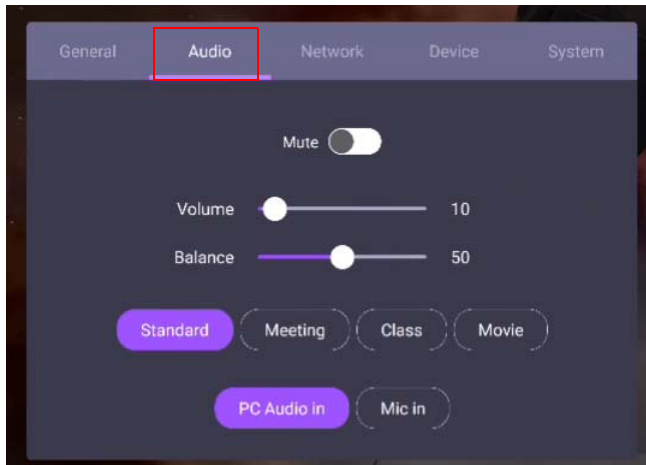 General Audio Network Device System
Mute
Volume 10
Balance 50
Standard Meeting Class Movie
PC Audio in Mic in